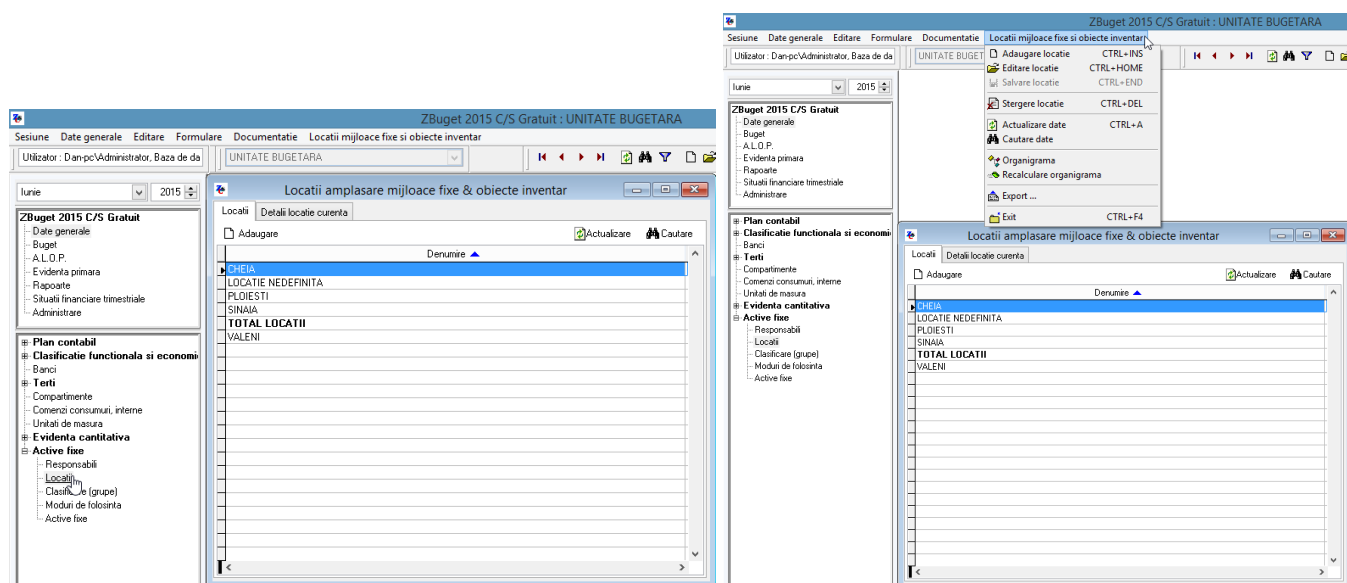 ZBuget 2015 C/S Gratuit : UNITATE BUGETARA
Sesiune Date generale Editare Formulare Documentatie Locatii mijloace fixe si obiecte inventar
Utilizator : Dan-pc\Administrator, Baza de da
UNITATE BUGETARA
Iunie
2015
ZBuget 2015 C/S Gratuit
Date generale
Buget
A.L.O.P.
Evidenta primara
Rapoarte
Situatii financiare trimestriale
Administrare
Plan contabil
Clasificatie functionala si economi
Banci
Terti
Compartimente
Comenzi consumuri, interne
Unitati de masura
Evidenta cantitativa
Active fixe
Responsabili
Locatii
Clasificare (grupe)
Moduri de folosinta
Active fixe
Locatii amplasare mijloace fixe & obiecte inventar
Locatii Detalii locatie curenta
Adaugare Actualizare Cautare
Denumire
CHEIA
LOCATIE NEDEFINITA
PLOIESTI
SINAIA
TOTAL LOCATII
VALENI
ZBuget 2015 C/S Gratuit : UNITATE BUGETARA
Sesiune Date generale Editare Formulare Documentatie Locatii mijloace fixe si obiecte inventar
Utilizator : Dan-pc\Administrator, Baza de da
UNITATE BUGET
Adaugare locatie CTRL+INS
Editare locatie CTRL+HOME
Salvare locatie CTRL+END
Stergere locatie CTRL+DEL
Actualizare date CTRL+A
Cautare date
Organigrama
Recalculare organigrama
Export ...
Exit CTRL+F4
Iunie
2015
ZBuget 2015 C/S Gratuit
Date generale
Buget
A.L.O.P.
Evidenta primara
Rapoarte
Situatii financiare trimestriale
Administrare
Plan contabil
Clasificatie functionala si economi
Banci
Terti
Compartimente
Comenzi consumuri, interne
Unitati de masura
Evidenta cantitativa
Active fixe
Responsabili
Locatii
Clasificare (grupe)
Moduri de folosinta
Active fixe
Locatii amplasare mijloace fixe & obiecte inventar
Locatii Detalii locatie curenta
Adaugare Actualizare Cautare
Denumire
CHEIA
LOCATIE NEDEFINITA
PLOIESTI
SINAIA
TOTAL LOCATII
VALENI